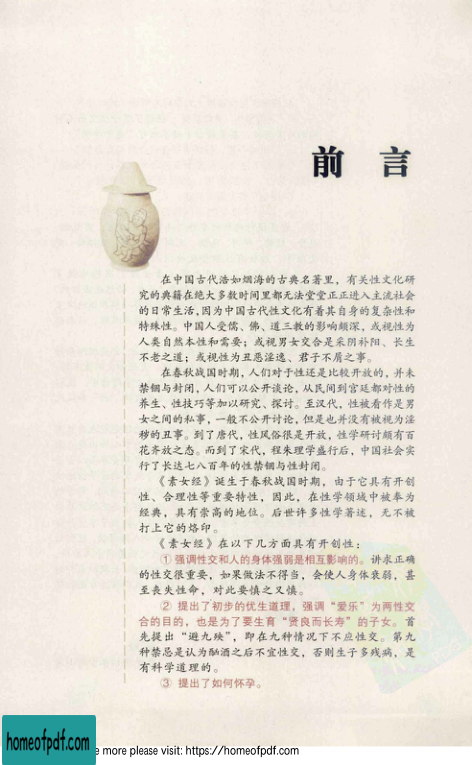 前 言
在中国古代浩如烟海的古典名著里，有关性文化研
究的典籍在绝大多数时间里都无法堂堂正正进入主流社会
的日常生活,因为中国古代性文化有着其自身的复杂性和
特殊性。中国人受儒、佛、道三教的影响颇深，或视性为
人类自然本性和需要；或视男女交合是采阴补阳、长生
不老之道；或视性为丑恶淫逸、君子不屑之事。
在春秋战国时期，人们对于性还是比较开放的，并未
禁锢与封闭，人们可以公开谈论，从民间到宫廷都对性的
养生、性技巧等加以研究、探讨。至汉代，性被看作是男
女之间的私事，一般不公开讨论，但是也并没有被视为淫
秽的丑事。到了唐代，性风俗很是开放，性学研讨颇有百
花齐放之态。而到了宋代，程朱理学盛行后，中国社会实
行了长达七八百年的性禁锢与性封闭。
《素女经》诞生于春秋战国时期，由于它具有开创
性、合理性等重要特性，因此，在性学领域中被奉为
经典，具有崇高的地位。后世许多性学著述，无不被
打上它的烙印。
《素女经》在以下几方面具有开创性：
① 强调性交和人的身体强弱是相互影响的。讲求正确
的性交很重要，如果做法不得当，会使人身体衰弱，甚
至丧失性命，对此要慎之又慎。
② 提出了初步的优生道理，强调“爱乐”为两性交
合的目的，也是为了要生育“贤良而长寿”的子女。首
先提出“避九殃”，即在九种情况下不应性交。第九
种禁忌是认为酗酒之后不宜性交，否则生子多残病，是
有科学道理的。
③ 提出了如何怀孕。
homeofpdf.com
e more please visit: https://homeofpdf.com